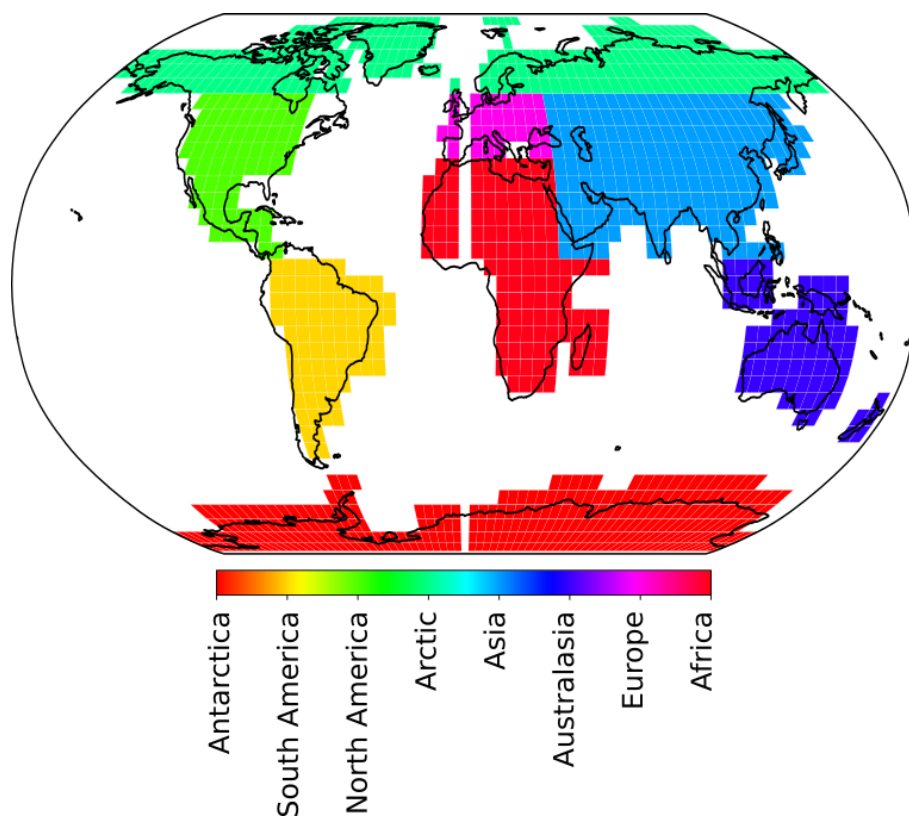 Antarctica
South America
North America
Arctic
Asia
Australasia
Europe
Africa